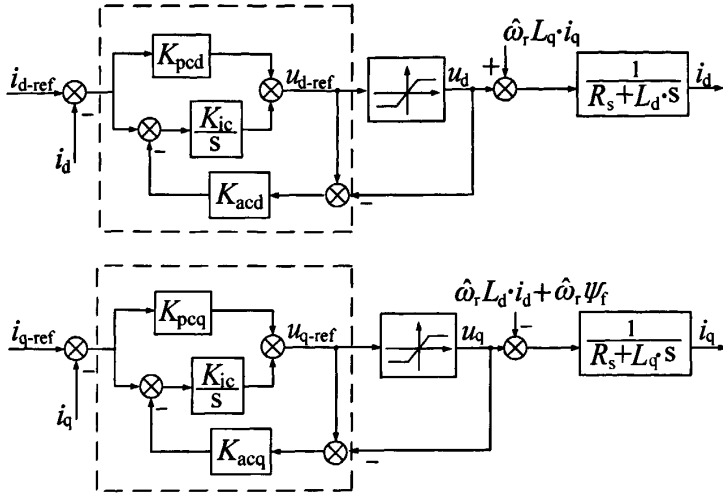 K_pcd
ω̂_r L_q·i_q
i_d-ref
u_d-ref
u_d
+
1
R_s+L_d·s
i_d
-
-
K_ic
s
i_d
K_acd
-
K_pcq
ω̂_r L_d·i_d+ω̂_r ψ_f
i_q-ref
u_q-ref
u_q
-
1
R_s+L_q·s
i_q
-
-
K_ic
s
i_q
K_acq
-